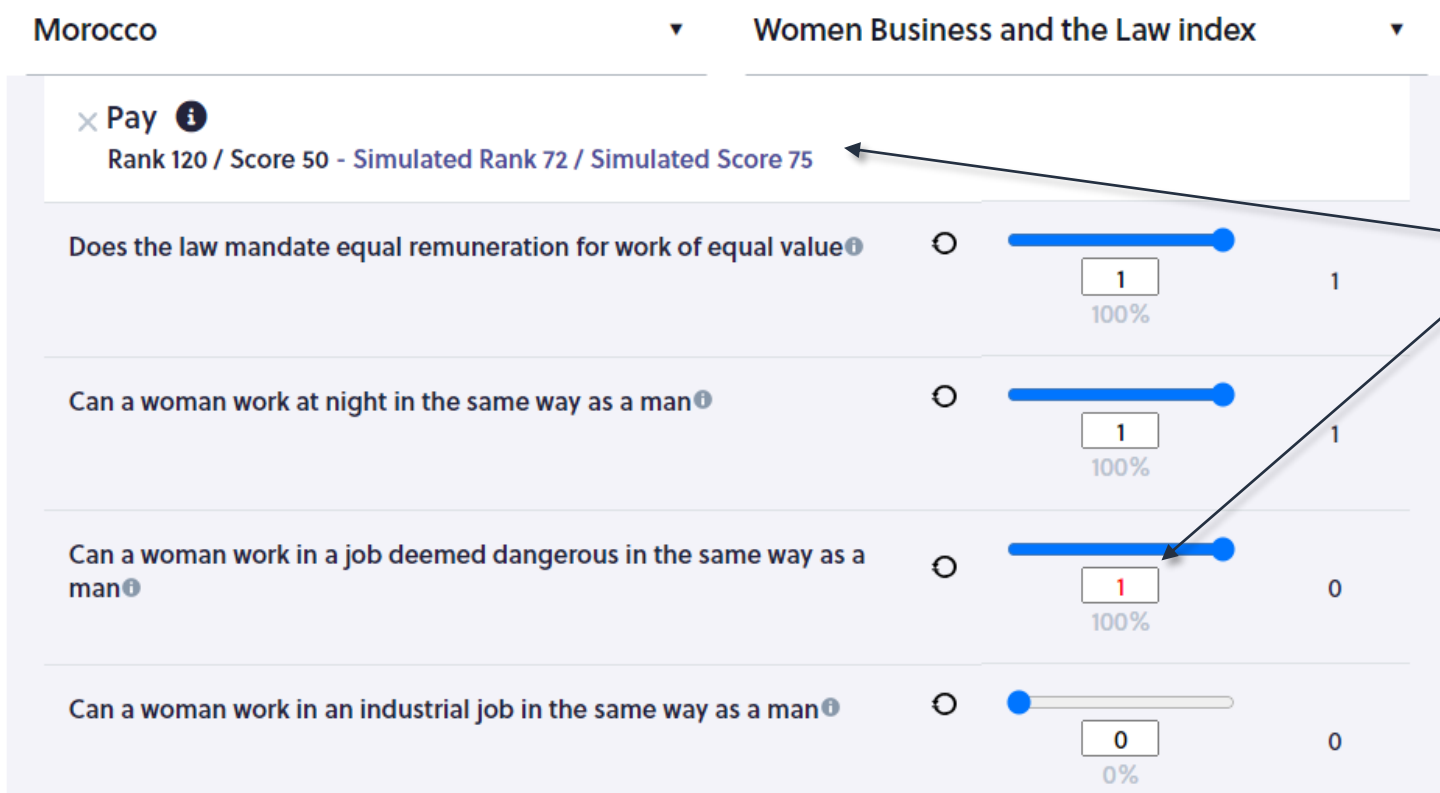 Morocco ▼ Women Business and the Law index ▼
× Pay i
Rank 120 / Score 50 - Simulated Rank 72 / Simulated Score 75
Does the law mandate equal remuneration for work of equal value i
1 1
100%
Can a woman work at night in the same way as a man i
1 1
100%
Can a woman work in a job deemed dangerous in the same way as a
man i
1 0
100%
Can a woman work in an industrial job in the same way as a man i
0 0
0%